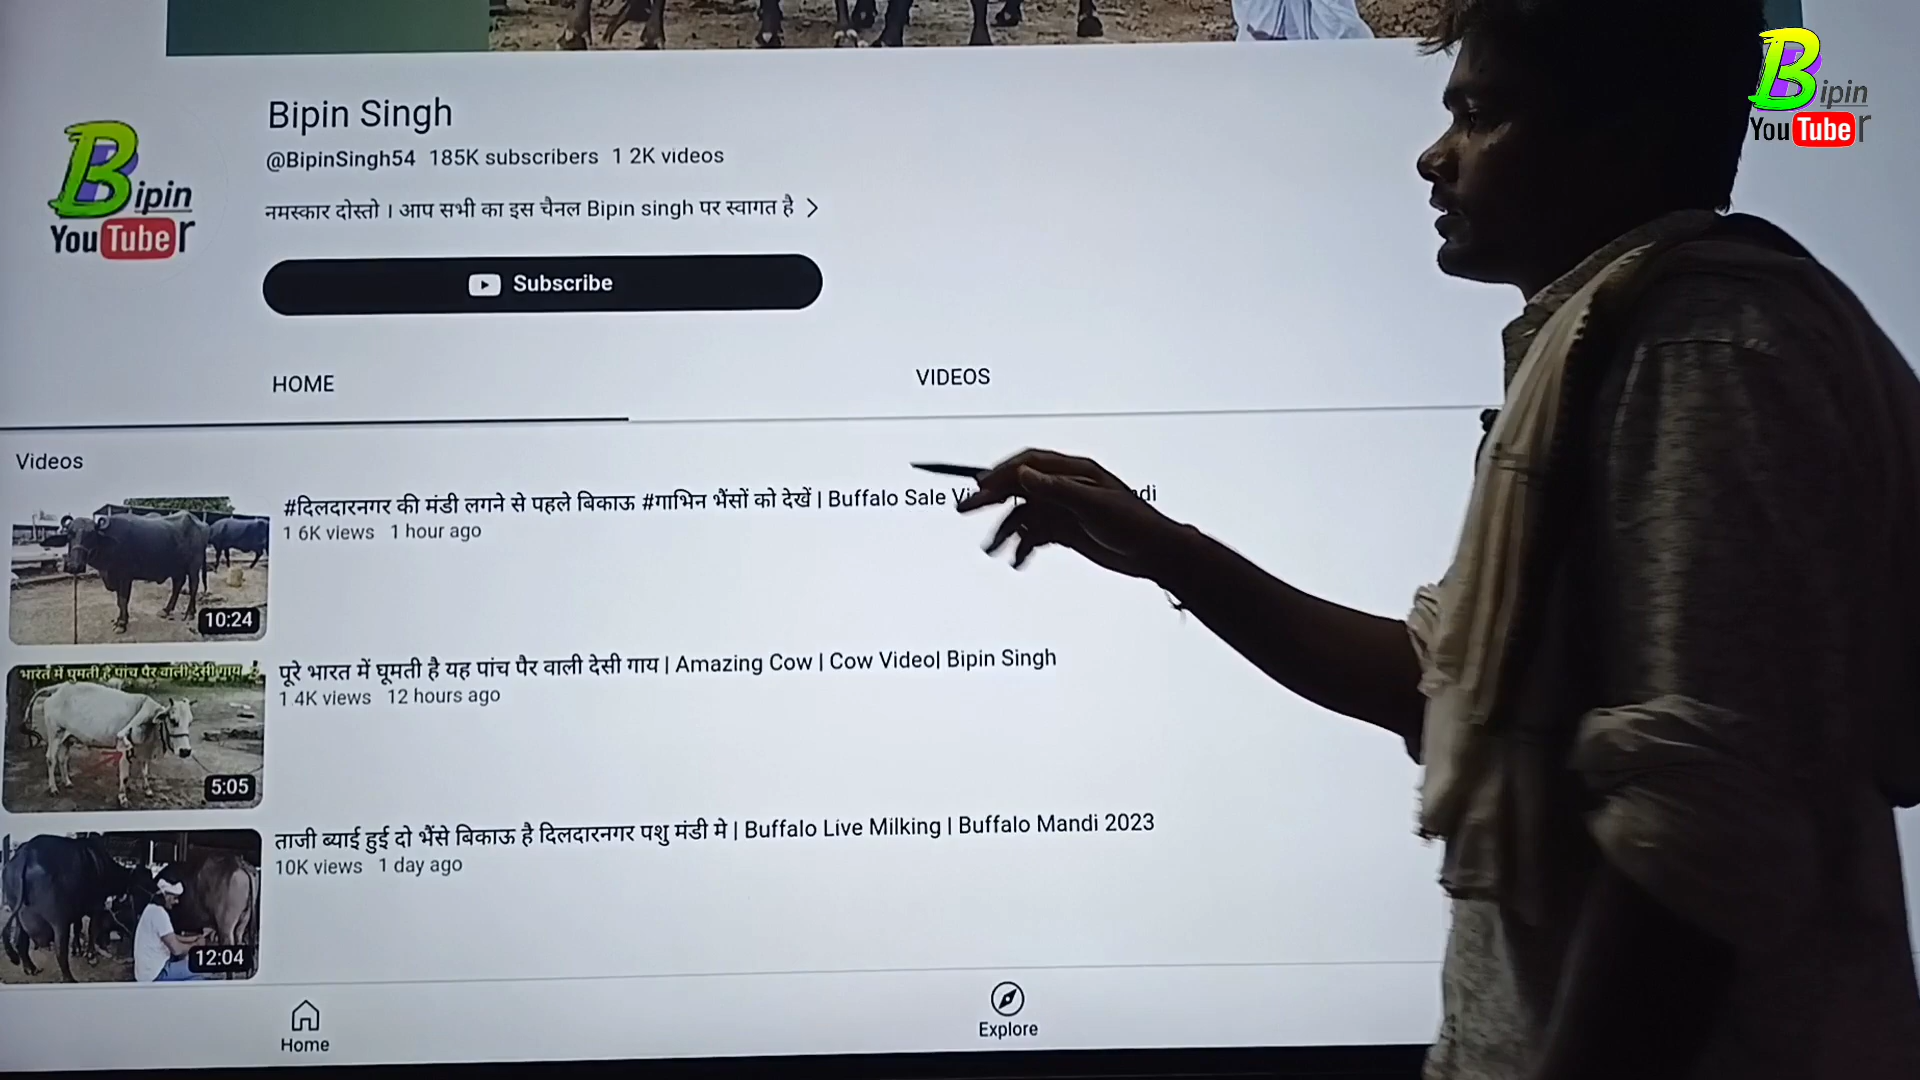 Bipin Singh
@BipinSingh54 185K subscribers 1 2K videos
नमस्कार दोस्तो । आप सभी का इस चैनल Bipin singh पर स्वागत है
Subscribe
HOME VIDEOS
Videos
#दिलदारनगर की मंडी लगने से पहले बिकाऊ #गाभिन भैंसों को देखें | Buffalo Sale
1 6K views 1 hour ago
10:24
पूरे भारत में घूमती है यह पांच पैर वाली देसी गाय | Amazing Cow | Cow Video| Bipin Singh
1 4K views 12 hours ago
भारत में घूमती है पांच पैर वाली देसी गाय
5:05
ताजी ब्याई हुई दो भैंसे बिकाऊ है दिलदारनगर पशु मंडी मे | Buffalo Live Milking | Buffalo Mandi 2023
10K views 1 day ago
12:04
Home Explore
Bipin
YouTuber
Bipin
YouTuber